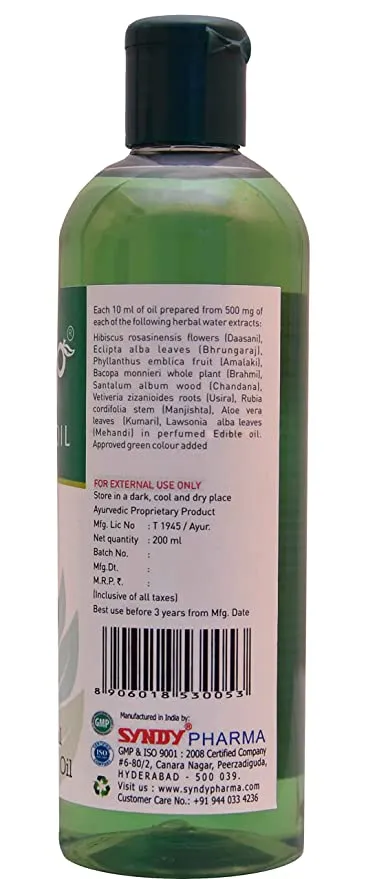 ®
OIL
Oil
Each 10 ml of oil prepared from 500 mg of
each of the following herbal water extracts:
Hibiscus rosasinensis flowers (Daasani),
Eclipta alba leaves (Bhrungaraj),
Phyllanthus emblica fruit (Amalaki),
Bacopa monnieri whole plant (Brahmi),
Santalum album wood (Chandana),
Vetiveria zizanioides roots (Usira), Rubia
cordifolia stem (Manjishta), Aloe vera
leaves (Kumari), Lawsonia alba leaves
(Mehandi) in perfumed Edible oil.
Approved green colour added
FOR EXTERNAL USE ONLY
Store in a dark, cool and dry place
Ayurvedic Proprietary Product
Mfg. Lic No : T 1945 / Ayur.
Net quantity : 200 ml
Batch No. :
Mfg.Dt. :
M.R.P. ₹. :
(Inclusive of all taxes)
Best use before 3 years from Mfg. Date
8 906018 530053
Manufactured in India by:
GMP
SYNDY® PHARMA
ISO
GMP & ISO 9001 : 2008 Certified Company
#6-80/2, Canara Nagar, Peerzadiguda,
HYDERABAD - 500 039.
Visit us : www.syndypharma.com
Customer Care No.: +91 944 033 4236